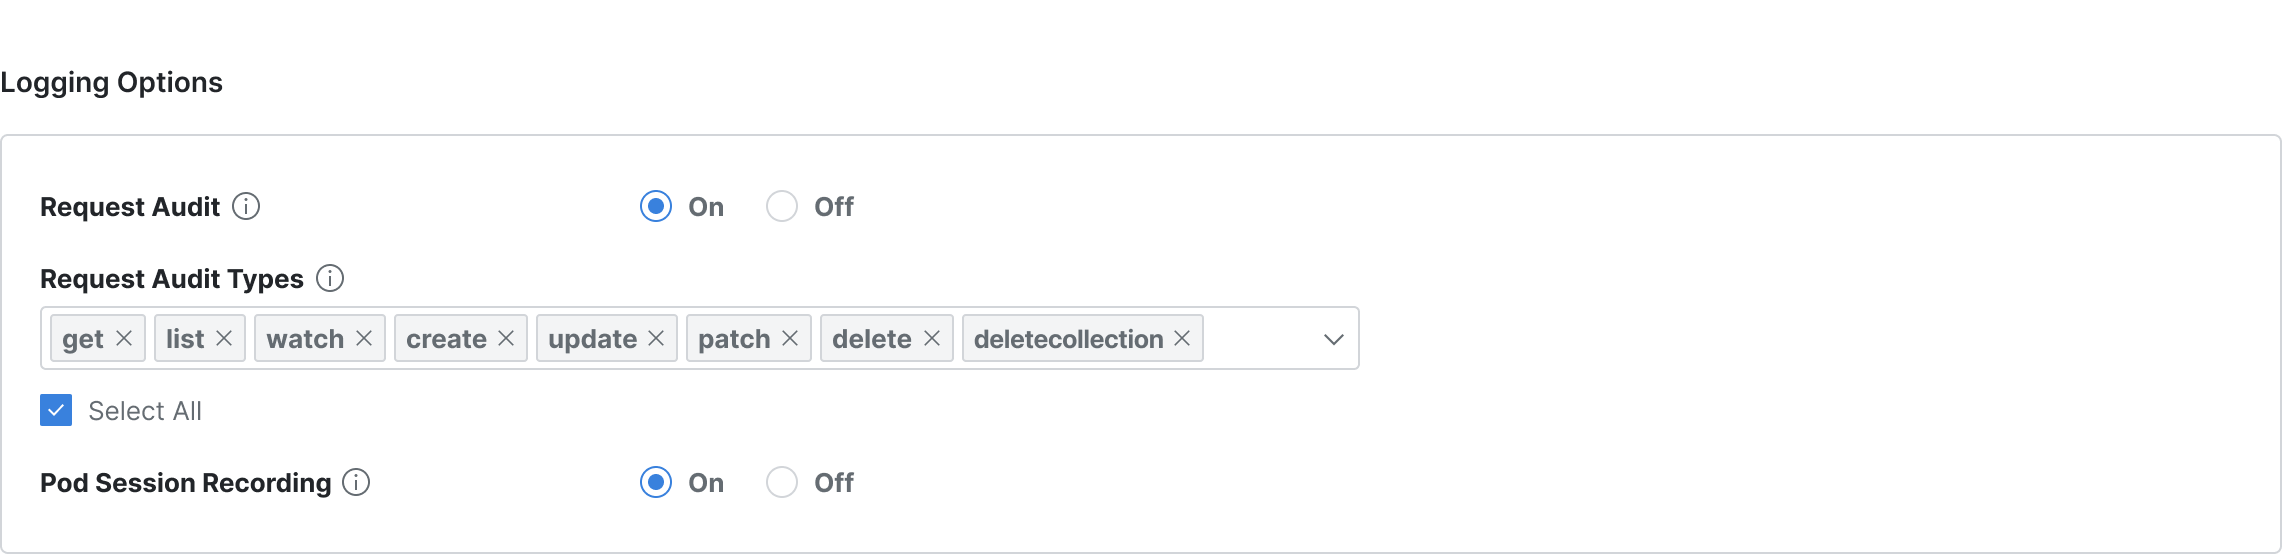 Logging Options
Request Audit On Off
Request Audit Types
get list watch create update patch delete deletecollection
Select All
Pod Session Recording On Off